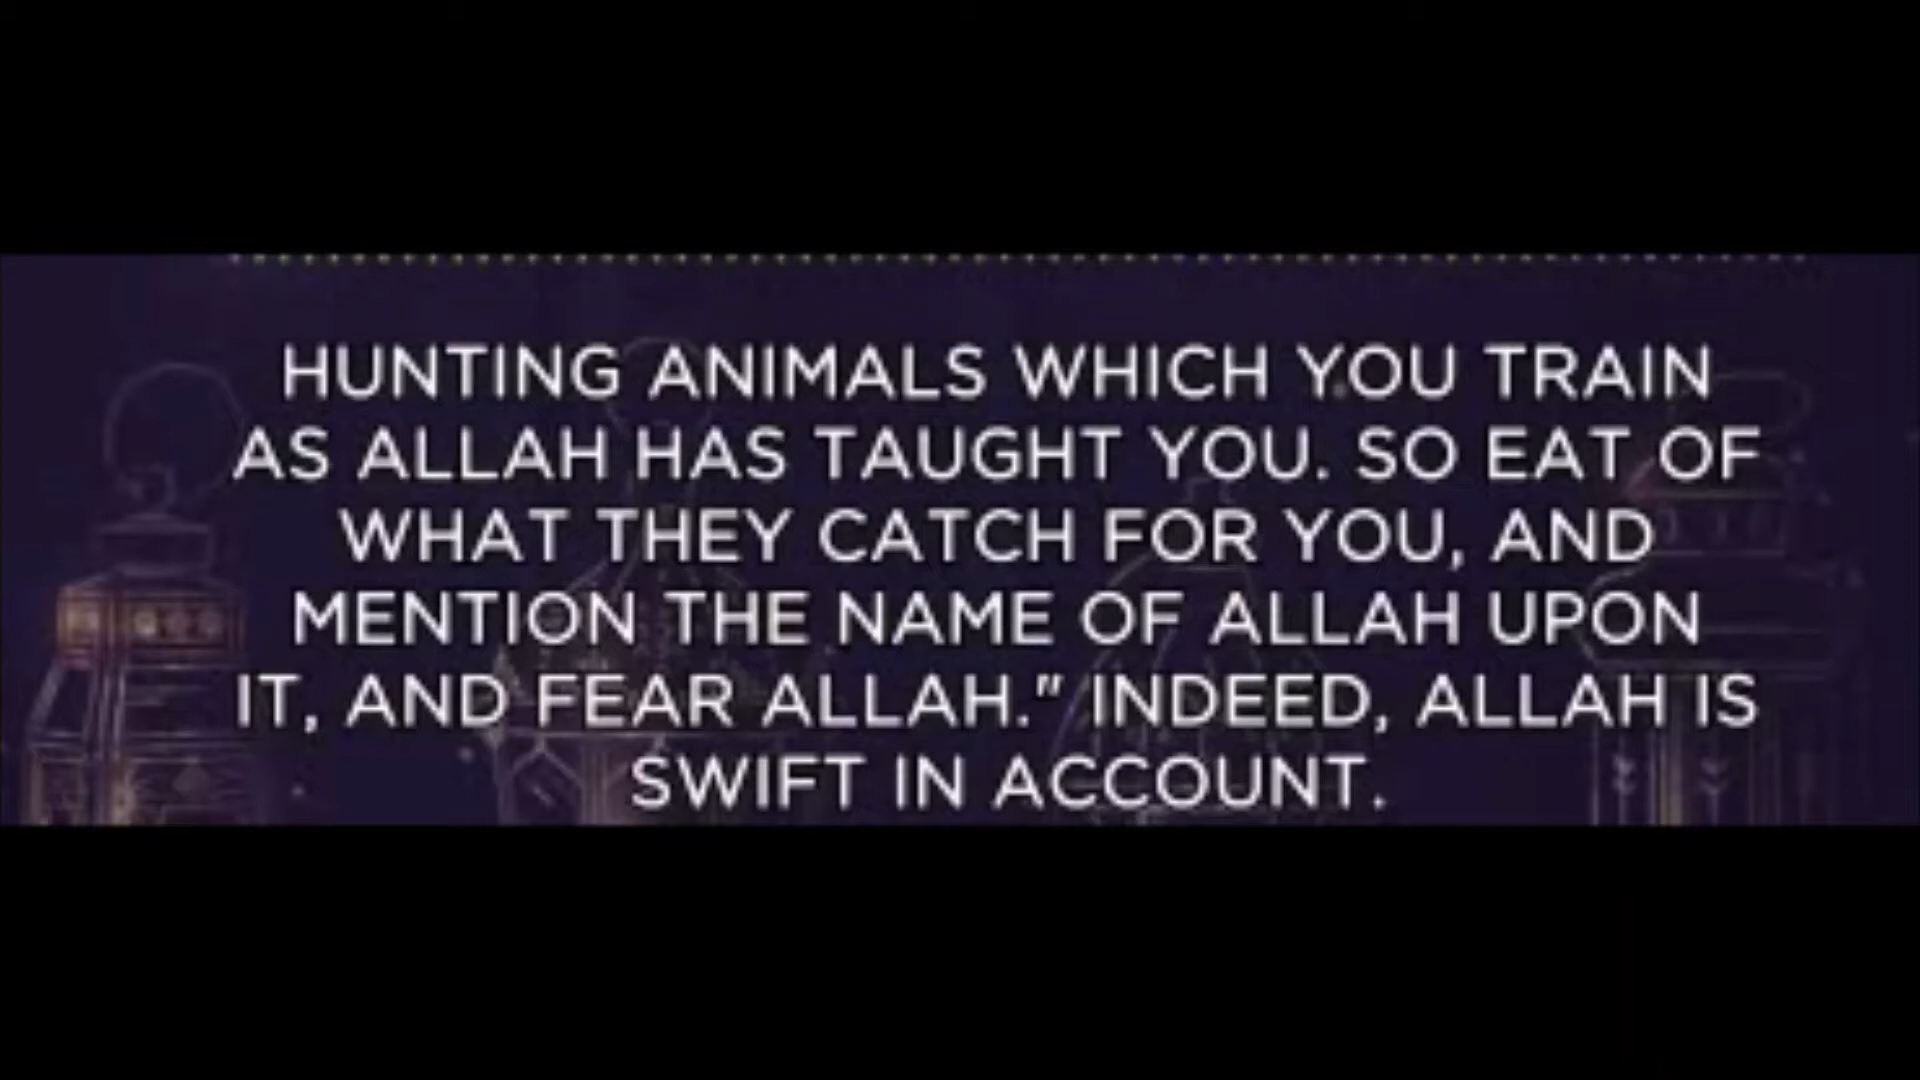 HUNTING ANIMALS WHICH YOU TRAIN
AS ALLAH HAS TAUGHT YOU. SO EAT OF
WHAT THEY CATCH FOR YOU, AND
MENTION THE NAME OF ALLAH UPON
IT, AND FEAR ALLAH." INDEED, ALLAH IS
SWIFT IN ACCOUNT.